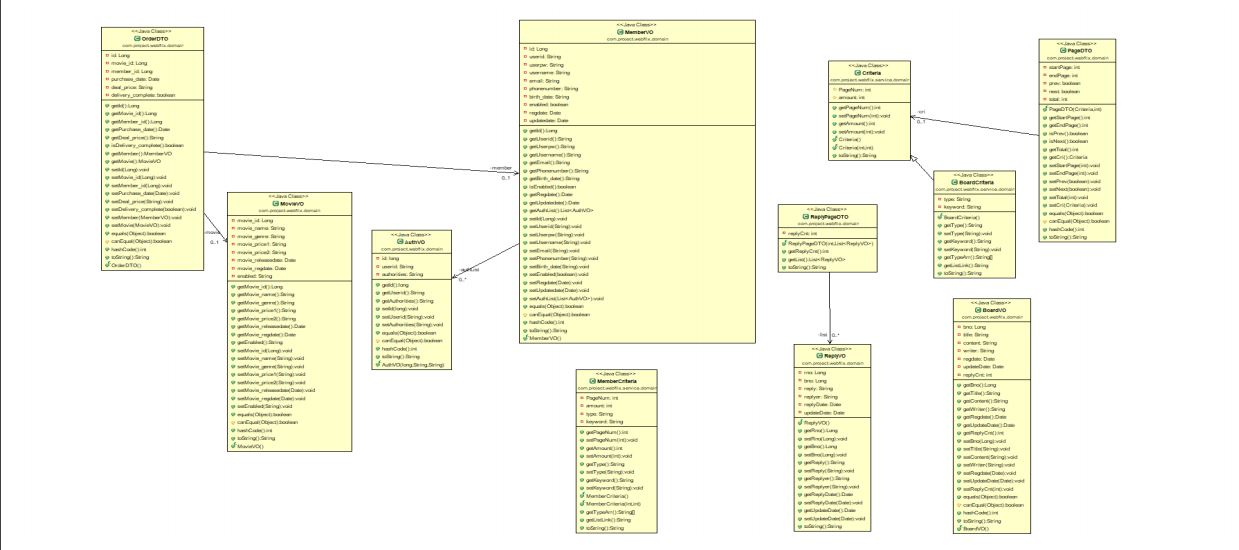 <<Java Class>>
OrderDTO
com.project.webflix.domain
id: Long
movie_id: Long
member_id: Long
purchase_date: Date
deal_price: String
delivery_complete: boolean
getId():Long
getMovie_id():Long
getMember_id():Long
getPurchase_date():Date
getDeal_price():String
isDelivery_complete():boolean
getMember():MemberVO
getMovie():MovieVO
setId(Long):void
setMovie_id(Long):void
setMember_id(Long):void
setPurchase_date(Date):void
setDeal_price(String):void
setDelivery_complete(boolean):void
setMember(MemberVO):void
setMovie(MovieVO):void
equals(Object):boolean
canEqual(Object):boolean
hashCode():int
toString():String
OrderDTO()
-movie
0..1
<<Java Class>>
MovieVO
com.project.webflix.domain
movie_id: Long
movie_name: String
movie_genre: String
movie_price1: String
movie_price2: String
movie_releasedate: Date
movie_regdate: Date
enabled: String
getMovie_id():Long
getMovie_name():String
getMovie_genre():String
getMovie_price1():String
getMovie_price2():String
getMovie_releasedate():Date
getMovie_regdate():Date
getEnabled():String
setMovie_id(Long):void
setMovie_name(String):void
setMovie_genre(String):void
setMovie_price1(String):void
setMovie_price2(String):void
setMovie_releasedate(Date):void
setMovie_regdate(Date):void
setEnabled(String):void
equals(Object):boolean
canEqual(Object):boolean
hashCode():int
toString():String
MovieVO()
<<Java Class>>
AuthVO
com.project.webflix.domain
id: long
userid: String
authorities: String
getId():long
getUserid():String
getAuthorities():String
setId(long):void
setUserid(String):void
setAuthorities(String):void
equals(Object):boolean
canEqual(Object):boolean
hashCode():int
toString():String
AuthVO(long,String,String)
-authList
0..*
-member
0..1
<<Java Class>>
MemberVO
com.project.webflix.domain
id: Long
userid: String
userpw: String
username: String
email: String
phonenumber: String
birth_date: String
enabled: boolean
regdate: Date
updatedate: Date
getId():Long
getUserid():String
getUserpw():String
getUsername():String
getEmail():String
getPhonenumber():String
getBirth_date():String
isEnabled():boolean
getRegdate():Date
getUpdatedate():Date
getAuthList():List<AuthVO>
setId(Long):void
setUserid(String):void
setUserpw(String):void
setUsername(String):void
setEmail(String):void
setPhonenumber(String):void
setBirth_date(String):void
setEnabled(boolean):void
setRegdate(Date):void
setUpdatedate(Date):void
setAuthList(List<AuthVO>):void
equals(Object):boolean
canEqual(Object):boolean
hashCode():int
toString():String
MemberVO()
<<Java Class>>
MemberCriteria
com.project.webflix.service.domain
PageNum: int
amount: int
type: String
keyword: String
getPageNum():int
setPageNum(int):void
getAmount():int
setAmount(int):void
getType():String
setType(String):void
getKeyword():String
setKeyword(String):void
MemberCriteria()
MemberCriteria(int,int)
getTypeArr():String[]
getListLink():String
toString():String
<<Java Class>>
Criteria
com.project.webflix.service.domain
PageNum: int
amount: int
getPageNum():int
setPageNum(int):void
getAmount():int
setAmount(int):void
Criteria()
Criteria(int,int)
toString():String
-cri
0..1
<<Java Class>>
PageDTO
com.project.webflix.domain
startPage: int
endPage: int
prev: boolean
next: boolean
total: int
PageDTO(Criteria,int)
getStartPage():int
getEndPage():int
isPrev():boolean
isNext():boolean
getTotal():int
getCri():Criteria
setStartPage(int):void
setEndPage(int):void
setPrev(boolean):void
setNext(boolean):void
setTotal(int):void
setCri(Criteria):void
equals(Object):boolean
canEqual(Object):boolean
hashCode():int
toString():String
<<Java Class>>
BoardCriteria
com.project.webflix.service.domain
type: String
keyword: String
BoardCriteria()
getType():String
setType(String):void
getKeyword():String
setKeyword(String):void
getTypeArr():String[]
getListLink():String
toString():String
<<Java Class>>
ReplyPageDTO
com.project.webflix.domain
replyCnt: int
ReplyPageDTO(int,List<ReplyVO>)
getReplyCnt():int
getList():List<ReplyVO>
toString():String
-list
0..*
<<Java Class>>
ReplyVO
com.project.webflix.domain
rno: Long
bno: Long
reply: String
replyer: String
replyDate: Date
updateDate: Date
ReplyVO()
getRno():Long
setRno(Long):void
getBno():Long
setBno(Long):void
getReply():String
setReply(String):void
getReplyer():String
setReplyer(String):void
getReplyDate():Date
setReplyDate(Date):void
getUpdateDate():Date
setUpdateDate(Date):void
toString():String
<<Java Class>>
BoardVO
com.project.webflix.domain
bno: Long
title: String
content: String
writer: String
regdate: Date
updateDate: Date
replyCnt: int
getBno():Long
getTitle():String
getContent():String
getWriter():String
getRegdate():Date
getUpdateDate():Date
getReplyCnt():int
setBno(Long):void
setTitle(String):void
setContent(String):void
setWriter(String):void
setRegdate(Date):void
setUpdateDate(Date):void
setReplyCnt(int):void
equals(Object):boolean
canEqual(Object):boolean
hashCode():int
toString():String
BoardVO()